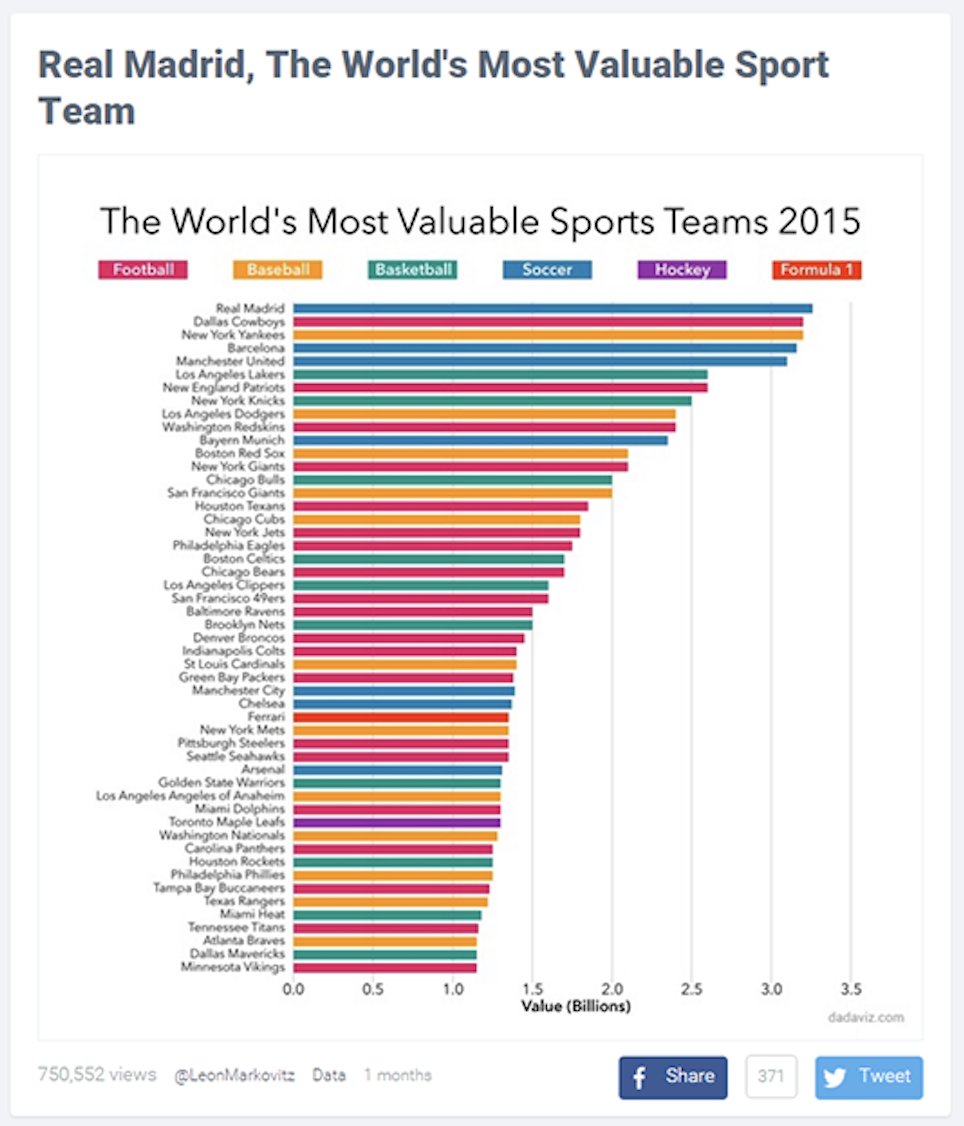 Real Madrid, The World's Most Valuable Sport
Team
The World's Most Valuable Sports Teams 2015
Football Baseball Basketball Soccer Hockey Formula 1
Real Madrid
Dallas Cowboys
New York Yankees
Barcelona
Manchester United
Los Angeles Lakers
New England Patriots
New York Knicks
Los Angeles Dodgers
Washington Redskins
Bayern Munich
Boston Red Sox
New York Giants
Chicago Bulls
San Francisco Giants
Houston Texans
Chicago Cubs
New York Jets
Philadelphia Eagles
Boston Celtics
Chicago Bears
Los Angeles Clippers
San Francisco 49ers
Baltimore Ravens
Brooklyn Nets
Denver Broncos
Indianapolis Colts
St Louis Cardinals
Green Bay Packers
Manchester City
Chelsea
Ferrari
New York Mets
Pittsburgh Steelers
Seattle Seahawks
Arsenal
Golden State Warriors
Los Angeles Angeles of Anaheim
Miami Dolphins
Toronto Maple Leafs
Washington Nationals
Carolina Panthers
Houston Rockets
Philadelphia Phillies
Tampa Bay Buccaneers
Texas Rangers
Miami Heat
Tennessee Titans
Atlanta Braves
Dallas Mavericks
Minnesota Vikings
0.0 0.5 1.0 1.5 2.0 2.5 3.0 3.5
Value (Billions)
dadaviz.com
750,552 views @LeonMarkovitz Data 1 months Share 371 Tweet